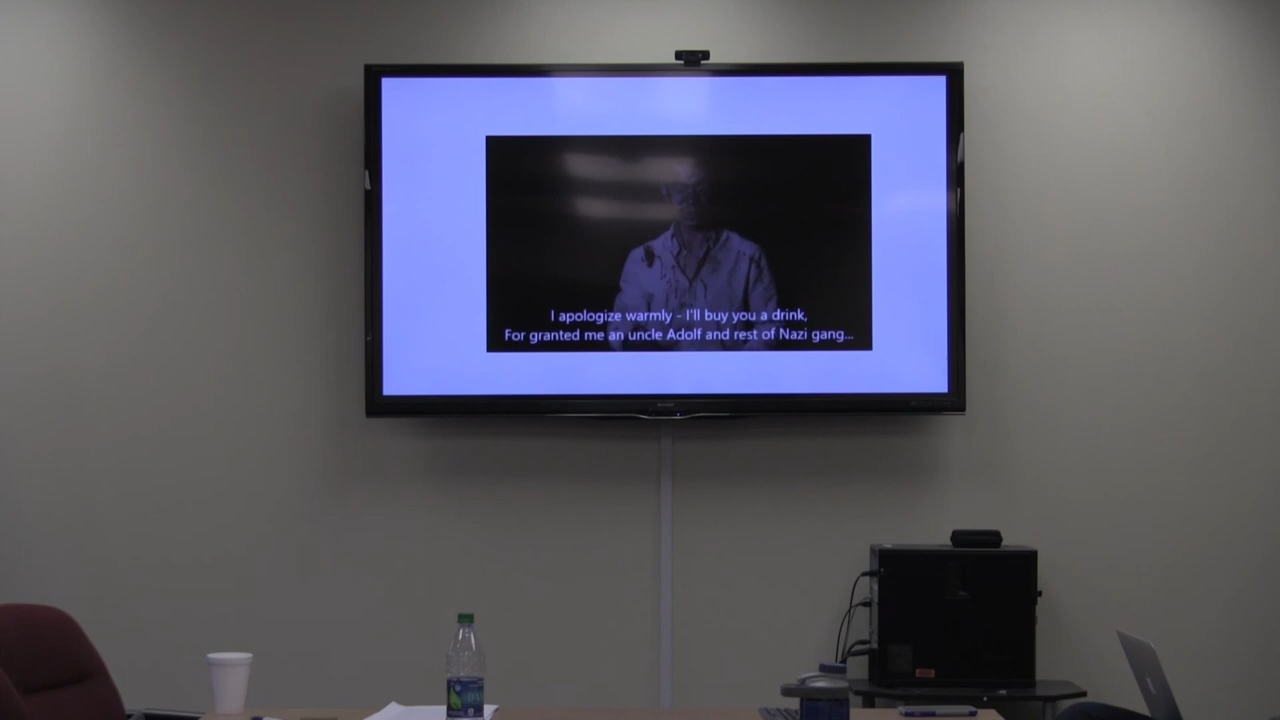 I apologize warmly - I'll buy you a drink,
For granted me an uncle Adolf and rest of Nazi gang...